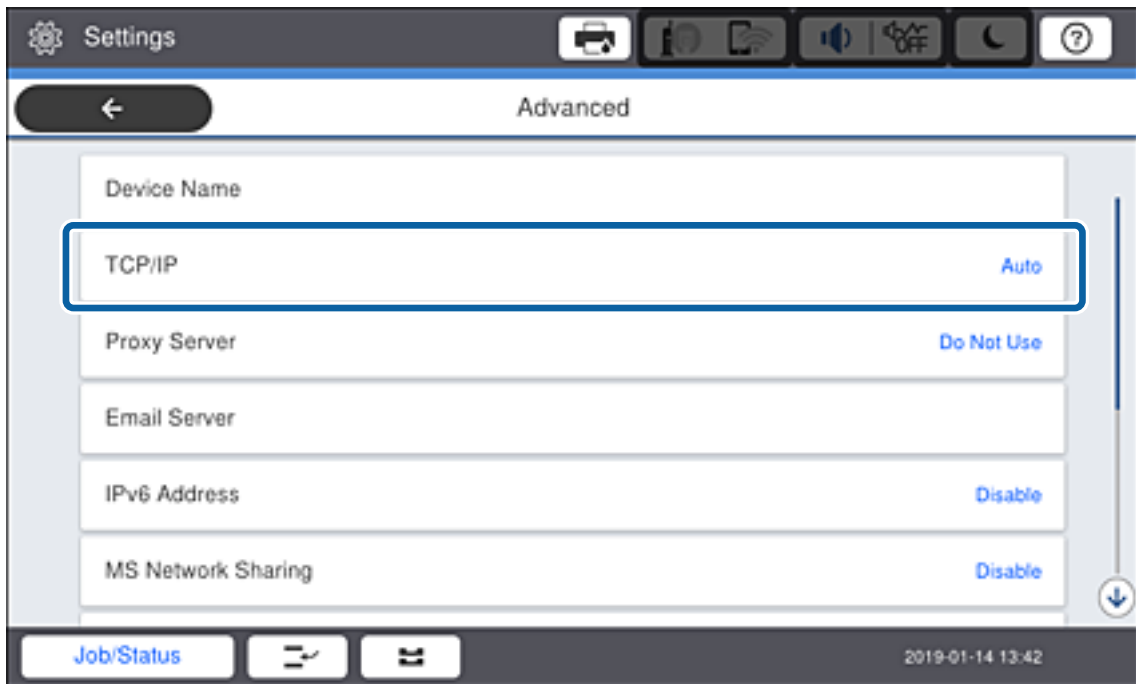 Settings
OFF
?
Advanced
Device Name
TCP/IP Auto
Proxy Server Do Not Use
Email Server
IPv6 Address Disable
MS Network Sharing Disable
Job/Status 2019-01-14 13:42